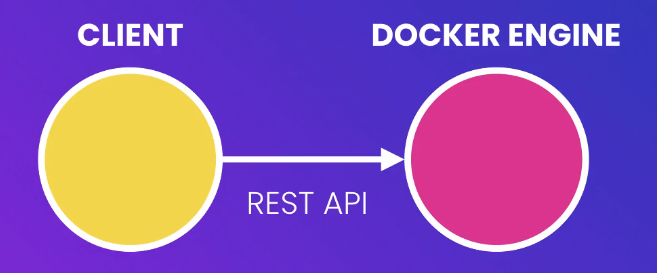 CLIENT
DOCKER ENGINE
REST API